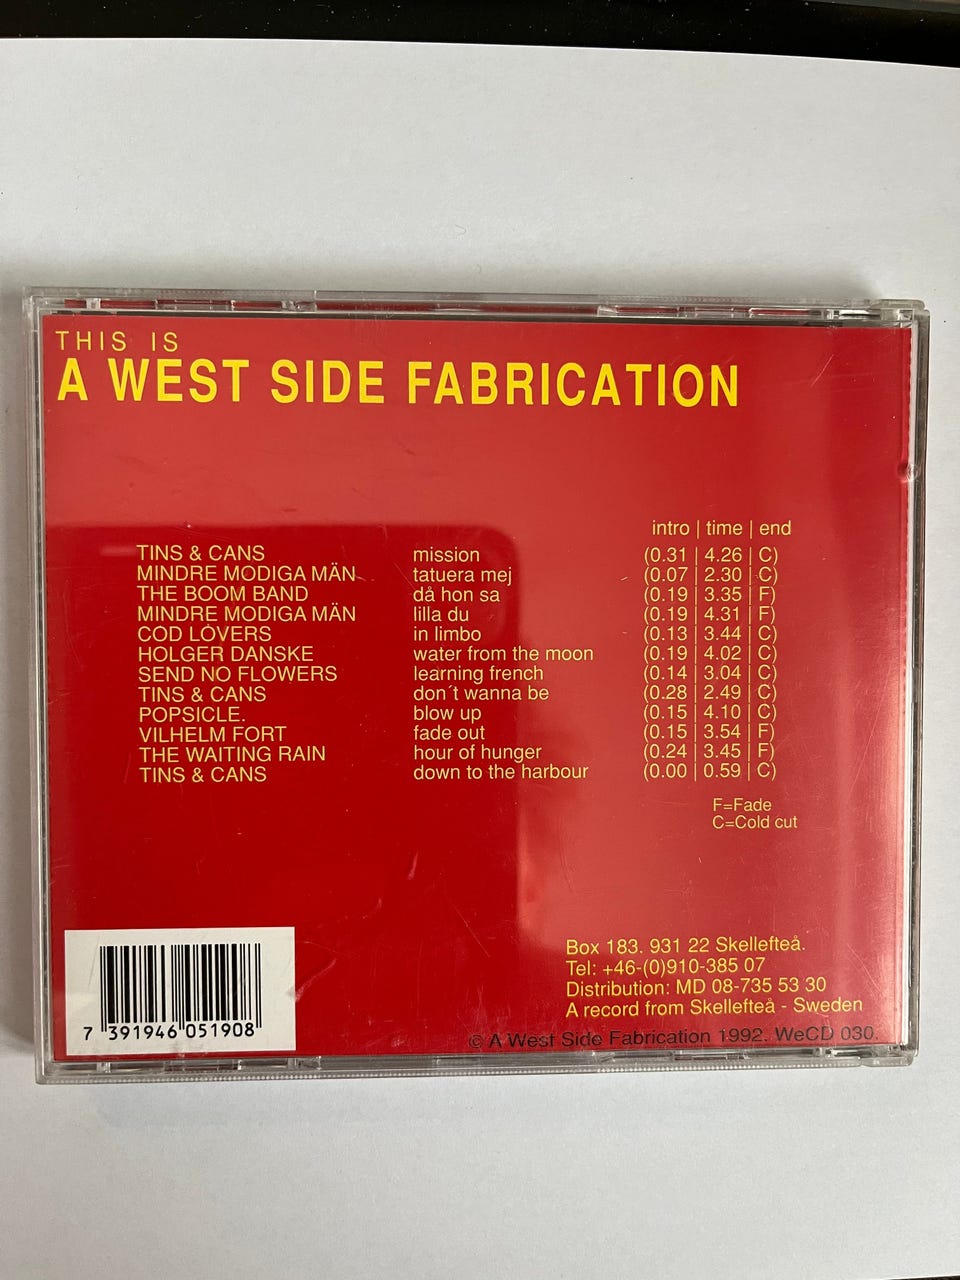 THIS IS
A WEST SIDE FABRICATION
intro | time | end
TINS & CANS mission (0.31 | 4.26 | C)
MINDRE MODIGA MÄN tatuera mej (0.07 | 2.30 | C)
THE BOOM BAND då hon sa (0.19 | 3.35 | F)
MINDRE MODIGA MÄN lilla du (0.19 | 4.31 | F)
COD LÖVERS in limbo (0.13 | 3.44 | C)
HOLGER DANSKE water from the moon (0.19 | 4.02 | C)
SEND NO FLOWERS learning french (0.14 | 3.04 | C)
TINS & CANS don´t wanna be (0.28 | 2.49 | C)
POPSICLE. blow up (0.15 | 4.10 | C)
VILHELM FORT fade out (0.15 | 3.54 | F)
THE WAITING RAIN hour of hunger (0.24 | 3.45 | F)
TINS & CANS down to the harbour (0.00 | 0.59 | C)
F=Fade
C=Cold cut
Box 183. 931 22 Skellefteå.
Tel: +46-(0)910-385 07
Distribution: MD 08-735 53 30
A record from Skellefteå - Sweden
© A West Side Fabrication 1992. WeCD 030.
7 391946 051908